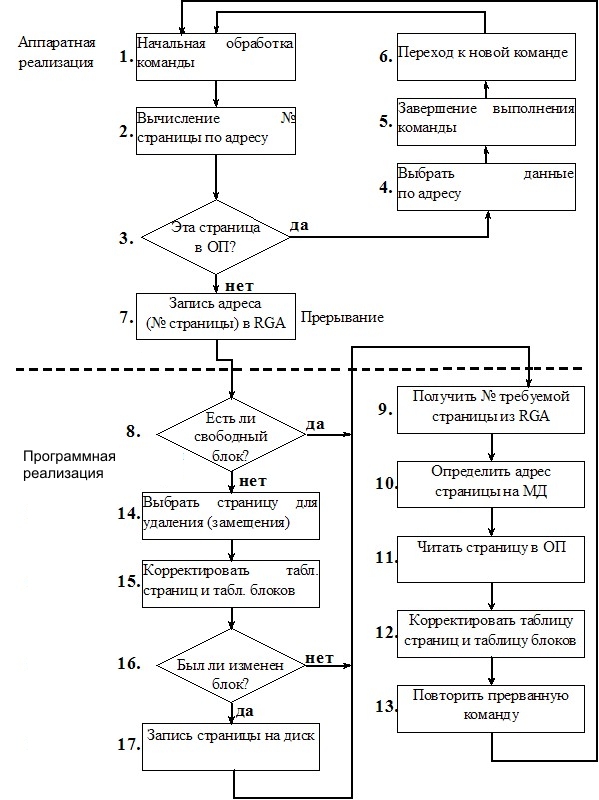 Аппаратная
реализация
1. Начальная обработка
команды
2. Вычисление №
страницы по адресу
3. Эта страница
в ОП?
да
нет
4. Выбрать данные
по адресу
5. Завершение выполнения
команды
6. Переход к новой команде
7. Запись адреса
(№ страницы) в RGA
Прерывание
Программная
реализация
8. Есть ли
свободный
блок?
да
нет
9. Получить № требуемой
страницы из RGA
10. Определить адрес
страницы на МД
11. Читать страницу в ОП
12. Корректировать таблицу
страниц и таблицу блоков
13. Повторить прерванную
команду
14. Выбрать страницу для
удаления (замещения)
15. Корректировать табл.
страниц и табл. блоков
16. Был ли изменен
блок?
нет
да
17. Запись страницы на диск